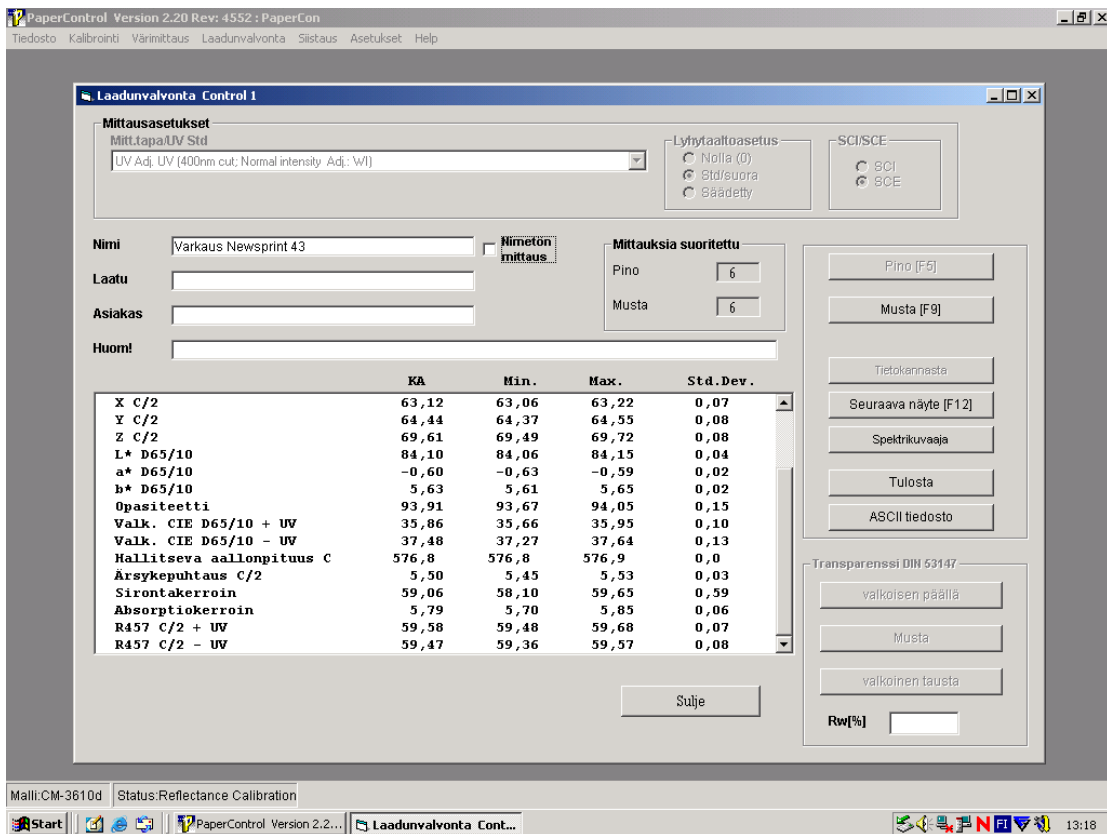 PaperControl Version 2.20 Rev: 4552 : PaperCon
Tiedosto Kalibrointi Värimittaus Laadunvalvonta Siistaus Asetukset Help
Laadunvalvonta Control 1
Mittausasetukset
Mitt.tapa/UV Std
UV Adj. UV (400nm cut; Normal intensity Adj.: WI)
Lyhytaaltoasetus
Nolla (0)
Std/suora
Säädetty
SCI/SCE
SCI
SCE
Nimi Varkaus Newsprint 43
Nimetön mittaus
Laatu
Asiakas
Huom!
Mittauksia suoritettu
Pino 6
Musta 6
Pino [F5]
Musta [F9]
Tietokannasta
Seuraava näyte [F12]
Spektrikuvaaja
Tulosta
ASCII tiedosto
KA Min. Max. Std.Dev.
X C/2 63,12 63,06 63,22 0,07
Y C/2 64,44 64,37 64,55 0,08
Z C/2 69,61 69,49 69,72 0,08
L* D65/10 84,10 84,06 84,15 0,04
a* D65/10 -0,60 -0,63 -0,59 0,02
b* D65/10 5,63 5,61 5,65 0,02
Opasiteetti 93,91 93,67 94,05 0,15
Valk. CIE D65/10 + UV 35,86 35,66 35,95 0,10
Valk. CIE D65/10 - UV 37,48 37,27 37,64 0,13
Hallitseva aallonpituus C 576,8 576,8 576,9 0,0
Ärsykepuhtaus C/2 5,50 5,45 5,53 0,03
Sirontakerroin 59,06 58,10 59,65 0,59
Absorptiokerroin 5,79 5,70 5,85 0,06
R457 C/2 + UV 59,58 59,48 59,68 0,07
R457 C/2 - UV 59,47 59,36 59,57 0,08
Transparenssi DIN 53147
valkoisen päällä
Musta
valkoinen tausta
Rw[%]
Sulje
Malli:CM-3610d Status:Reflectance Calibration
Start PaperControl Version 2.2... Laadunvalvonta Cont... N FI 13:18